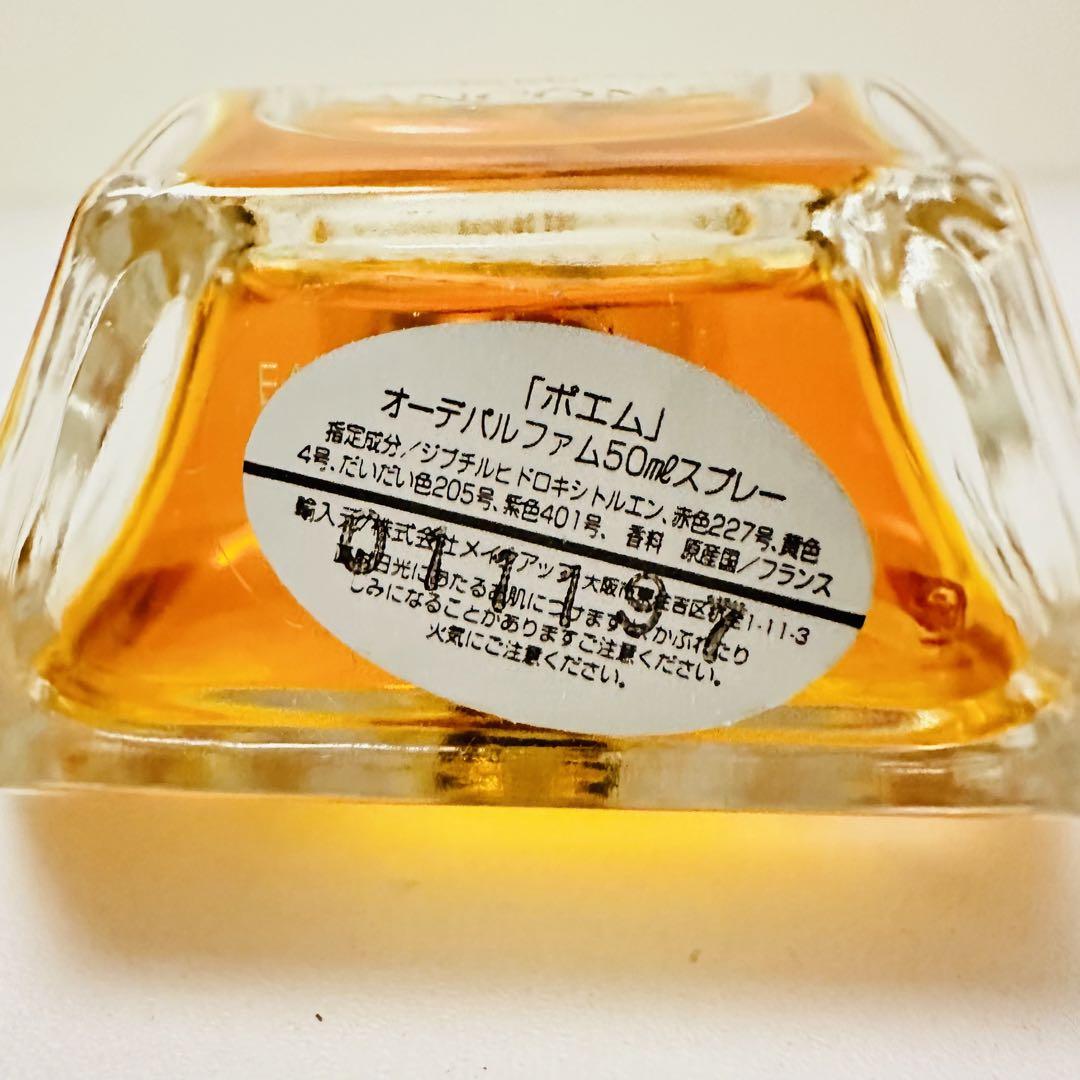 「ポエム」
オーデパルファム50mlスプレー
指定成分/ジブチルヒドロキシトルエン、赤色227号、黄色
4号、だいだい色205号、紫色401号、香料 原産国/フランス
輸入元 株式会社メイクアップ 大阪市 1-11-3
日光にあたるお肌につけますと、かぶれたり
しみになることがありますご注意ください。
火気にご注意ください。